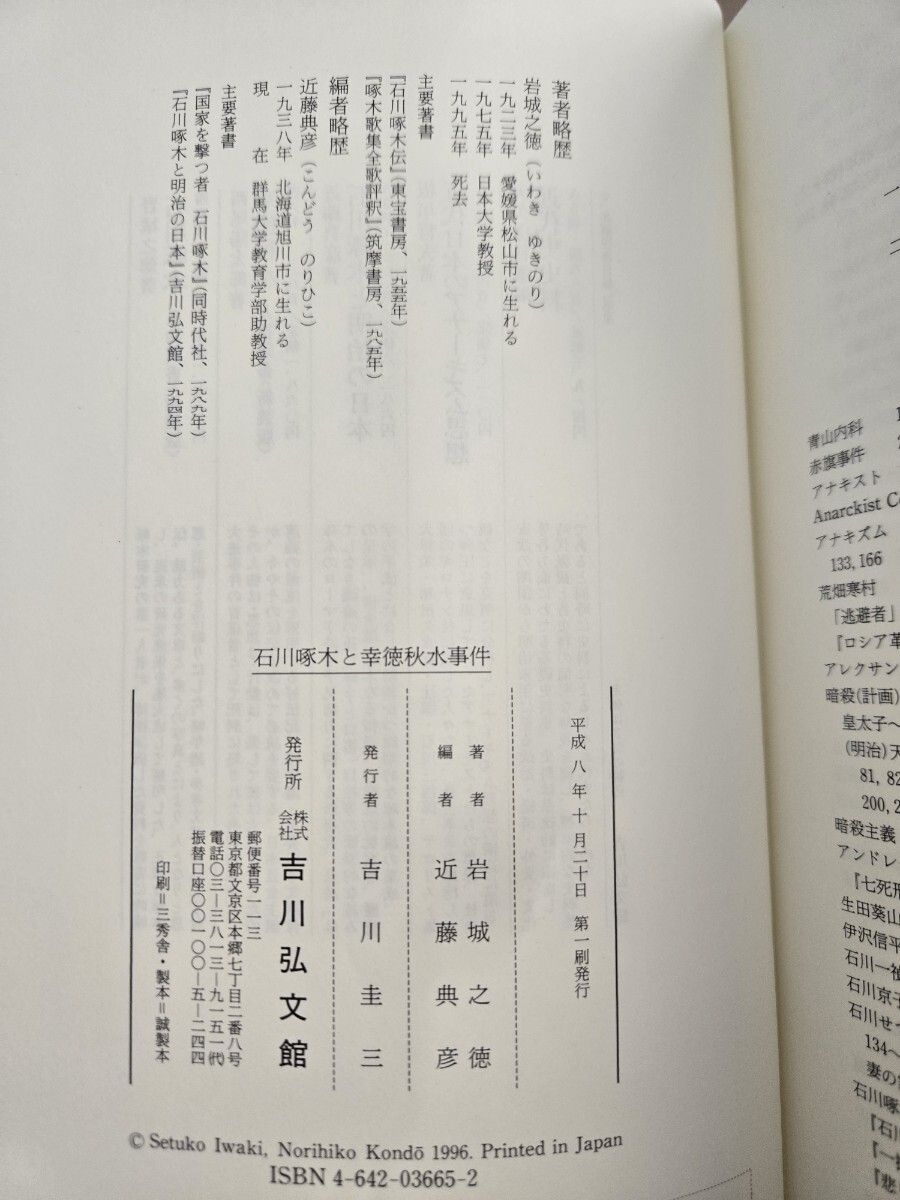 著者略歴
岩城之徳(いわき ゆきのり)
一九二三年 愛媛県松山市に生れる
一九七五年 日本大学教授
一九九五年 死去
主要著書
『石川啄木伝』(東宝書房、一九五五年)
『啄木歌集全歌評釈』(筑摩書房、一九八五年)
編者略歴
近藤典彦(こんどう のりひこ)
一九三八年 北海道旭川市に生れる
現 在 群馬大学教育学部助教授
主要著書
『国家を撃つ者 石川啄木』(同時代社、一九八九年)
『石川啄木と明治の日本』(吉川弘文館、一九九四年)
石川啄木と幸徳秋水事件
平成八年十月二十日 第一刷発行
著者 岩城之徳
編者 近藤典彦
発行者 吉川圭三
発行所 株式会社 吉川弘文館
郵便番号一一三
東京都文京区本郷七丁目二番八号
電話〇三―三八一三―九一五一(代)
振替口座〇〇一〇〇―五―二四四
印刷=三秀舎・製本=誠製本
© Setuko Iwaki, Norihiko Kondō 1996. Printed in Japan
ISBN 4-642-03665-2
青山内科
赤旗事件
アナキスト
Anarckist
アナキズム
133, 166
荒畑寒村
「逃避者」
『ロシア革
アレクサン
暗殺(計画)
皇太子〜
(明治)天
81, 82
200, 2
暗殺主義
アンドレ
『七死刑
生田葵山
伊沢信平
石川一禎
石川京子
石川せつ
134〜
妻の
石川啄
『石川
『一握
『悲し